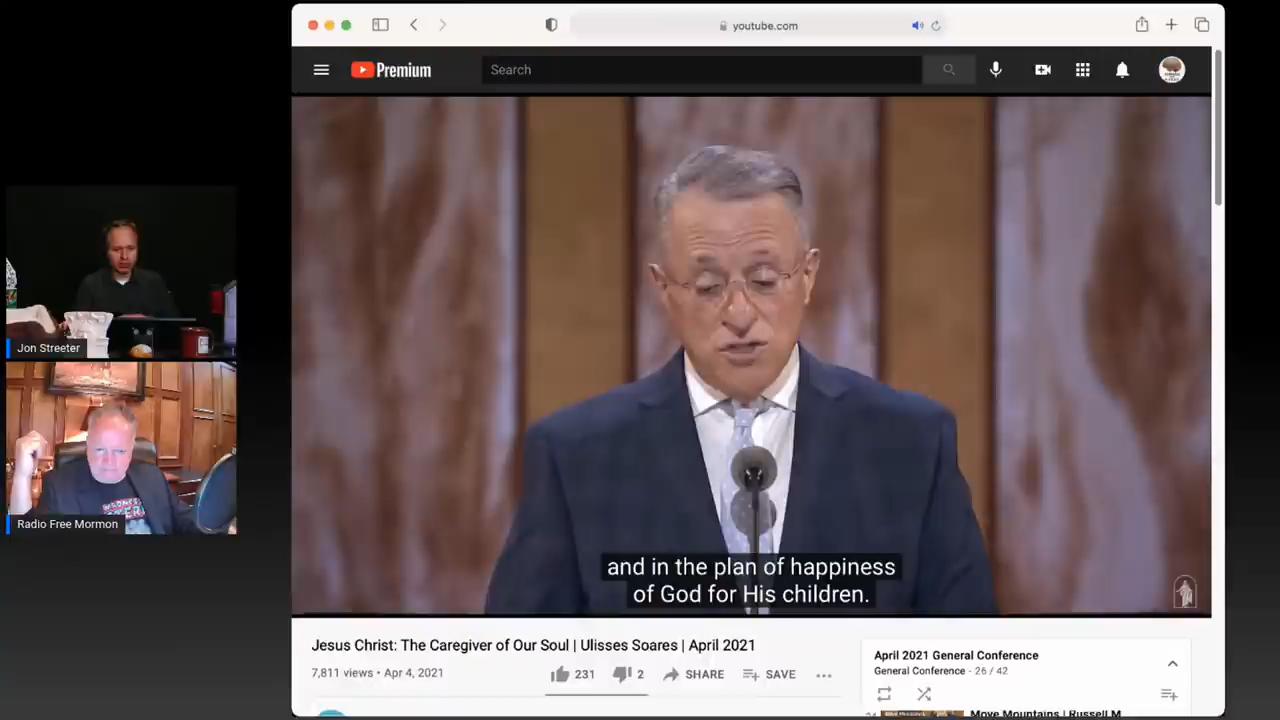 youtube.com
Premium
Search
Jon Streeter
Radio Free Mormon
and in the plan of happiness
of God for His children.
Jesus Christ: The Caregiver of Our Soul | Ulisses Soares | April 2021
7,811 views • Apr 4, 2021
231
2
SHARE
SAVE
April 2021 General Conference
General Conference - 26 / 42
Move Mountains | Russell M.